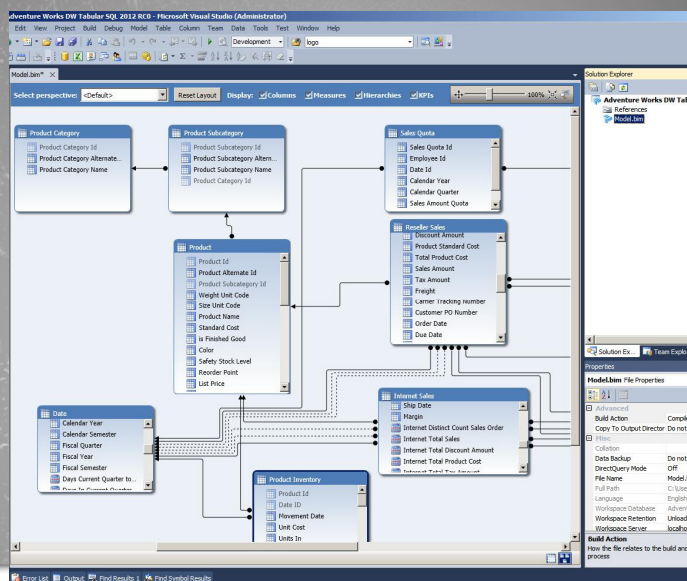 Adventure Works DW Tabular SQL 2012 RC0 - Microsoft Visual Studio (Administrator)
Edit View Project Build Debug Model Table Column Team Data Tools Test Window Help
Development logo
Model.bim* ×
Select perspective: <Default> Reset Layout Display: Columns Measures Hierarchies KPIs 100%
Product Category
Product Category Id
Product Category Alternate...
Product Category Name
Product Subcategory
Product Subcategory Id
Product Subcategory Altern...
Product Subcategory Name
Product Category Id
Sales Quota
Sales Quota Id
Employee Id
Date Id
Calendar Year
Calendar Quarter
Sales Amount Quota
Reseller Sales
Discount Amount
Product Standard Cost
Total Product Cost
Sales Amount
Tax Amount
Freight
Carrier Tracking Number
Customer PO Number
Order Date
Due Date
Product
Product Id
Product Alternate Id
Product Subcategory Id
Weight Unit Code
Size Unit Code
Product Name
Standard Cost
is Finished Good
Color
Safety Stock Level
Reorder Point
List Price
Date
Calendar Year
Calendar Semester
Fiscal Quarter
Fiscal Year
Fiscal Semester
Days Current Quarter to...
Days In Current Quarter
Internet Sales
Ship Date
Margin
Internet Distinct Count Sales Order
Internet Total Sales
Internet Total Discount Amount
Internet Total Product Cost
Internet Total Tax Amount
Product Inventory
Product Id
Date ID
Movement Date
Unit Cost
Units In
Solution Explorer
Adventure Works DW Tab
References
Model.bim
Solution Ex... Team Explo
Properties
Model.bim File Properties
Advanced
Build Action Compile
Copy To Output Director Do not
Misc
Collation
Data Backup Do not
DirectQuery Mode Off
File Name Model.
Full Path C:\Use
Language English
Workspace Database Advent
Workspace Retention Unload
Workspace Server localho
Build Action
How the file relates to the build and
process
Error List Output Find Results 1 Find Symbol Results